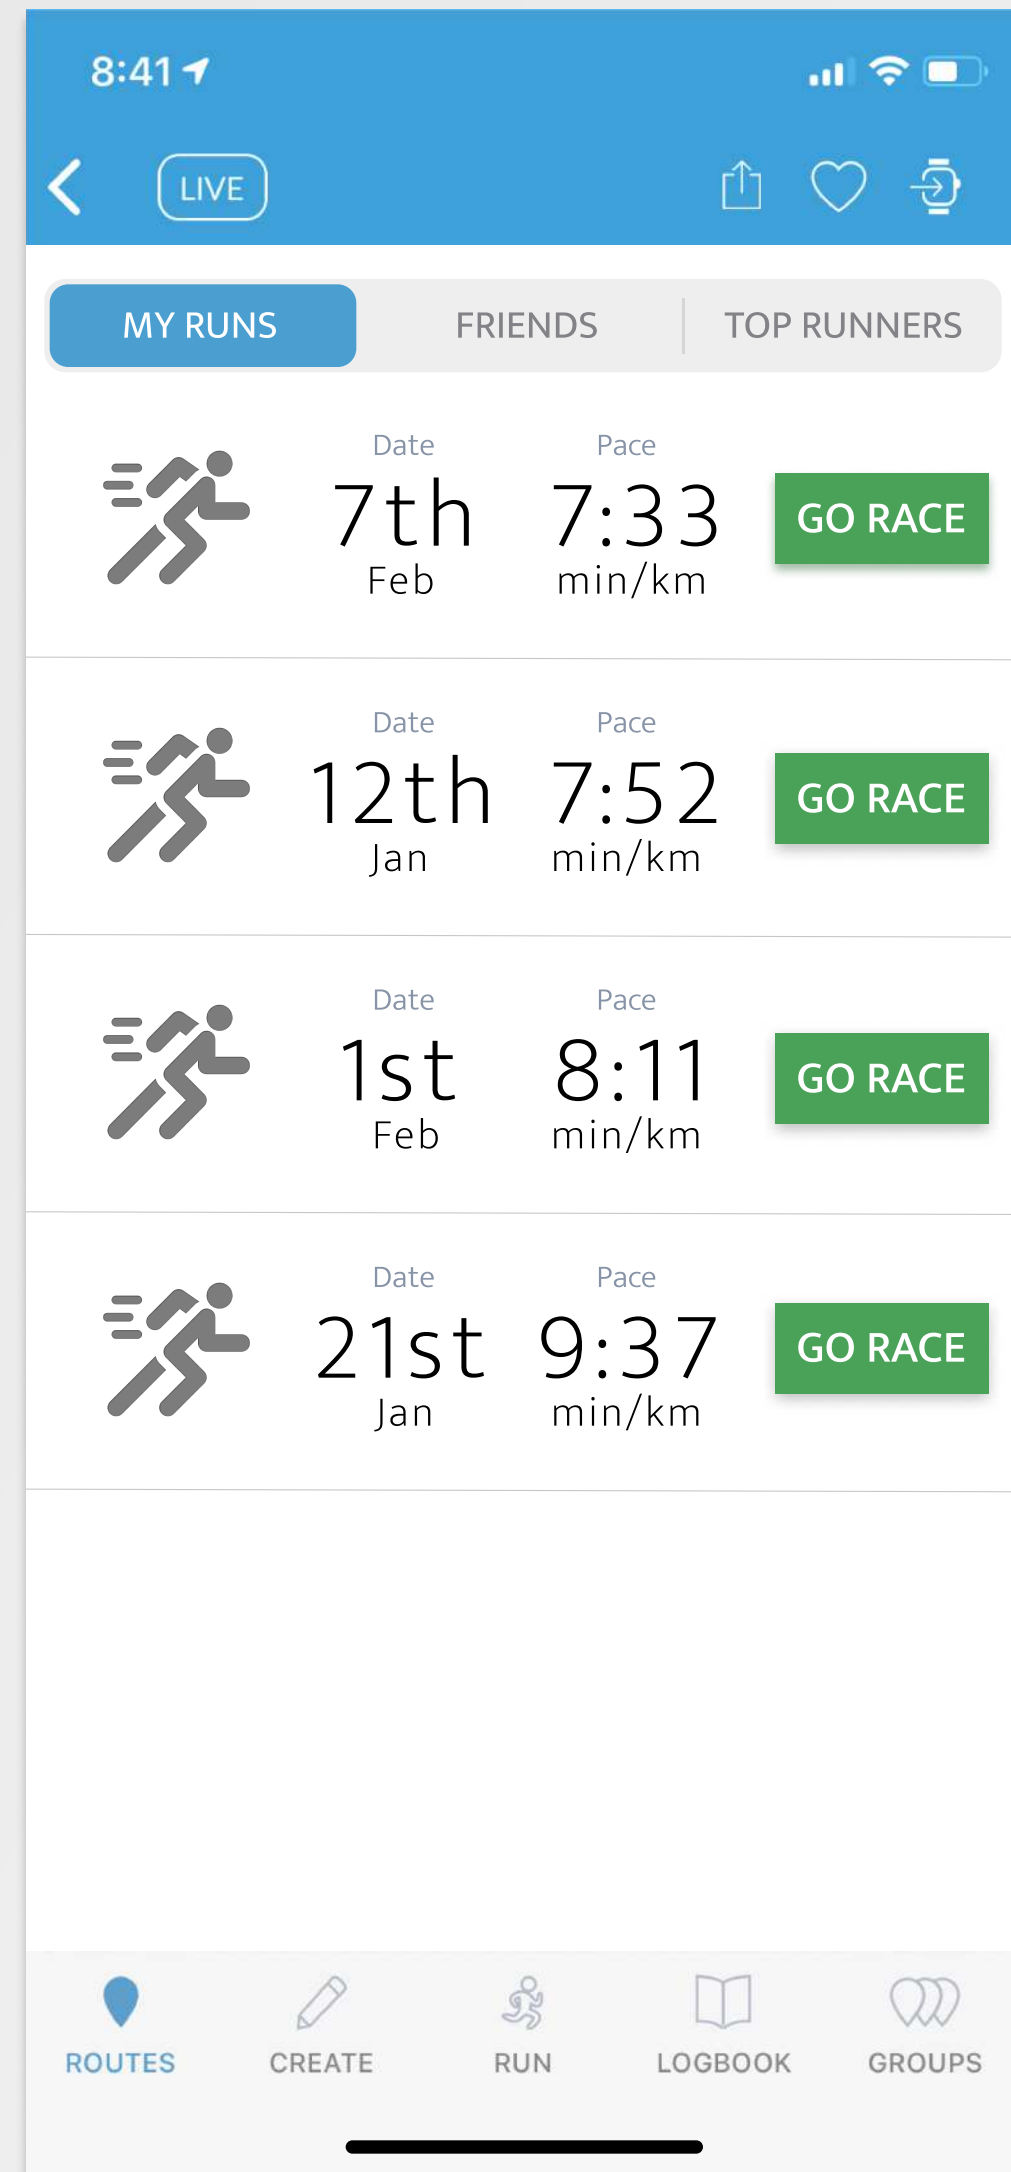 8:41
LIVE
MY RUNS FRIENDS TOP RUNNERS
Date Pace
7th 7:33 GO RACE
Feb min/km
Date Pace
12th 7:52 GO RACE
Jan min/km
Date Pace
1st 8:11 GO RACE
Feb min/km
Date Pace
21st 9:37 GO RACE
Jan min/km
ROUTES CREATE RUN LOGBOOK GROUPS